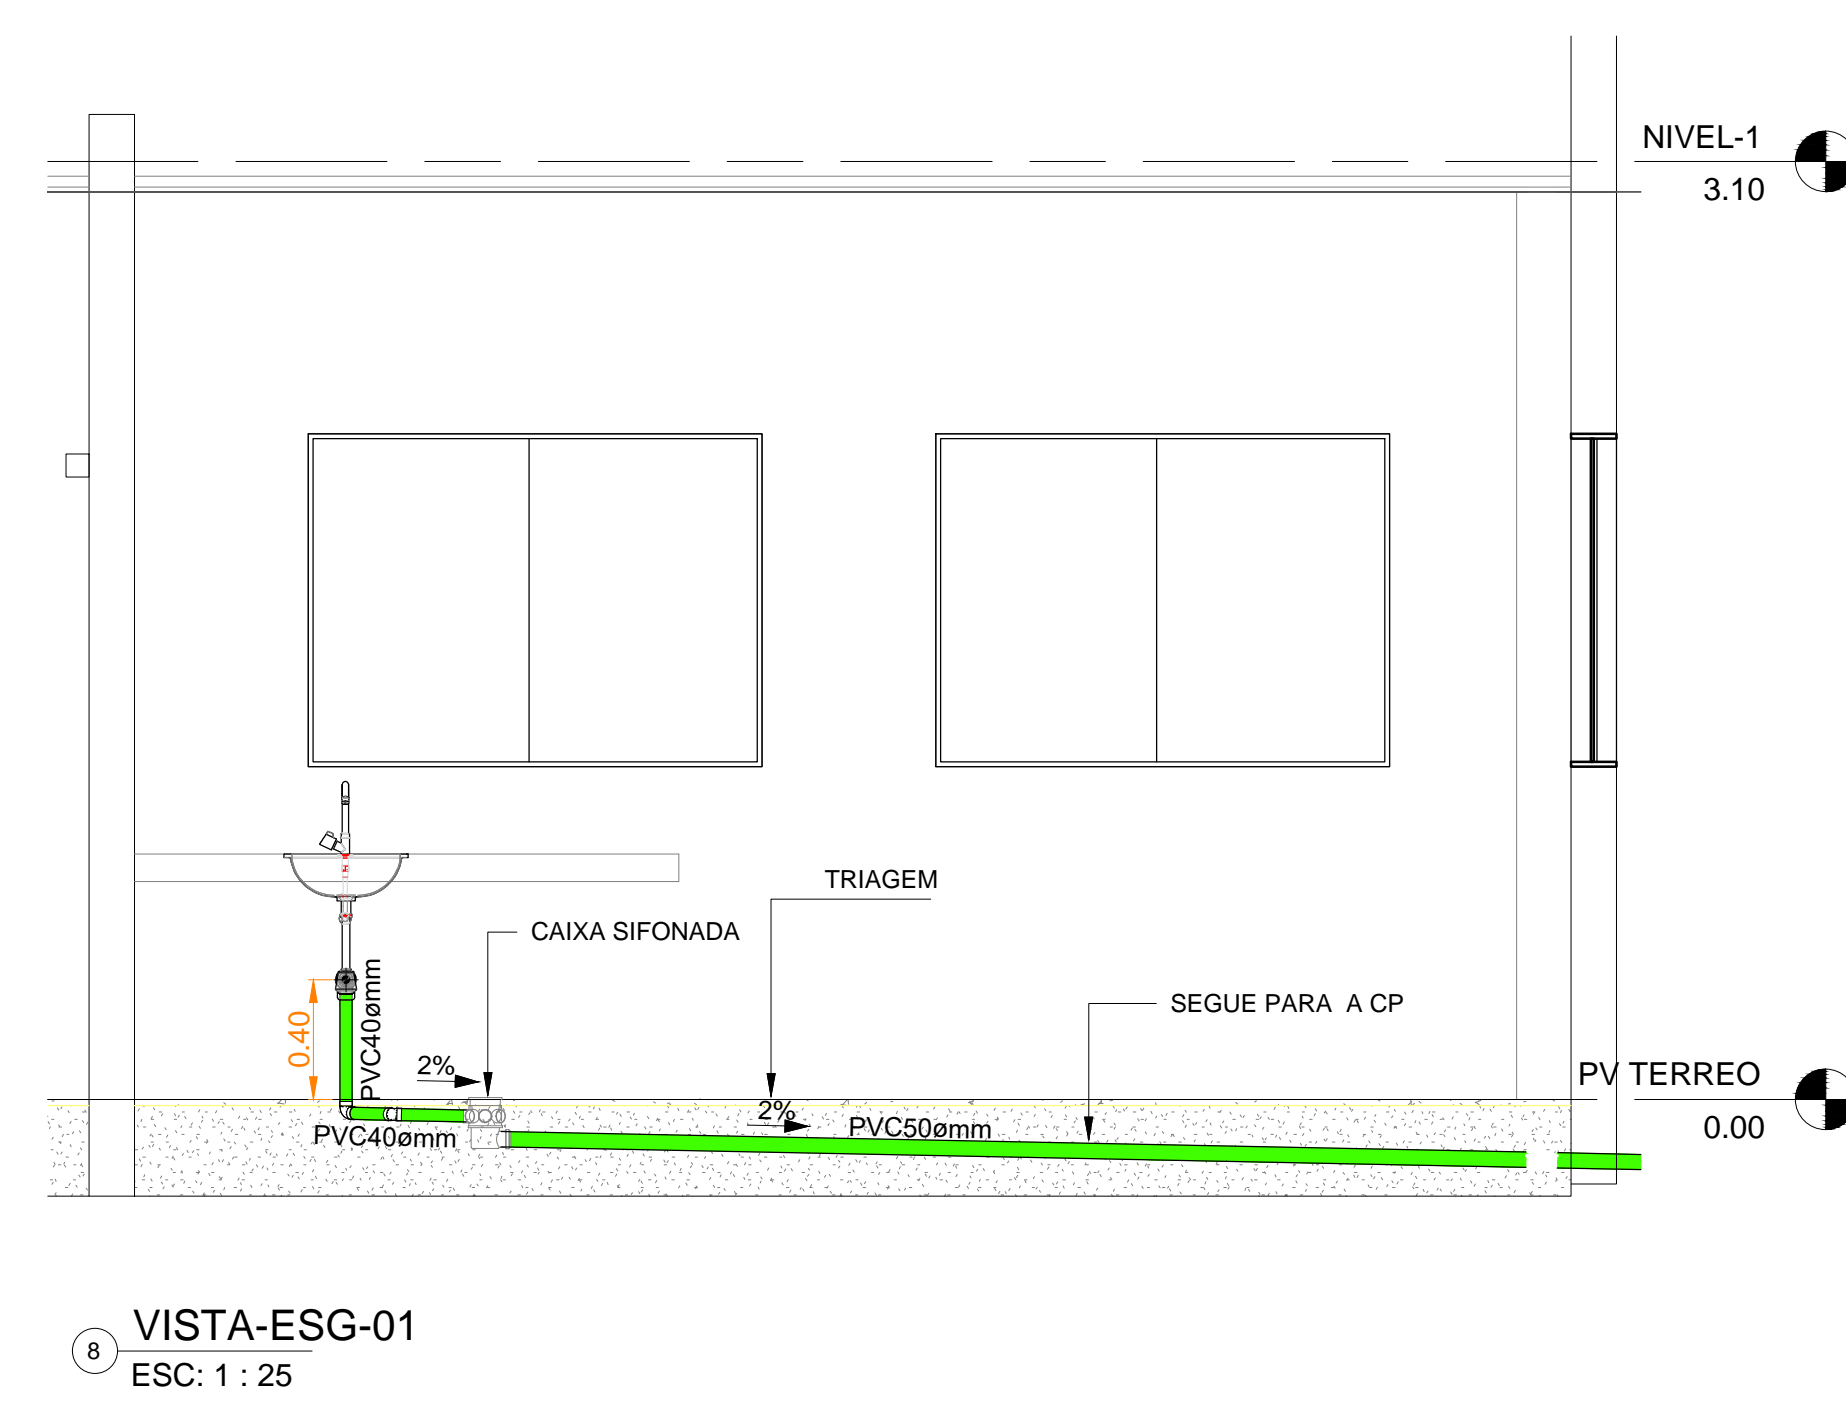 NIVEL-1
3.10
TRIAGEM
CAIXA SIFONADA
SEGUE PARA  A CP
0.40
PVC40ømm
2%
PV TERREO
0.00
2%
PVC50ømm
PVC40ømm
VISTA-ESG-01
8
ESC: 1 : 25